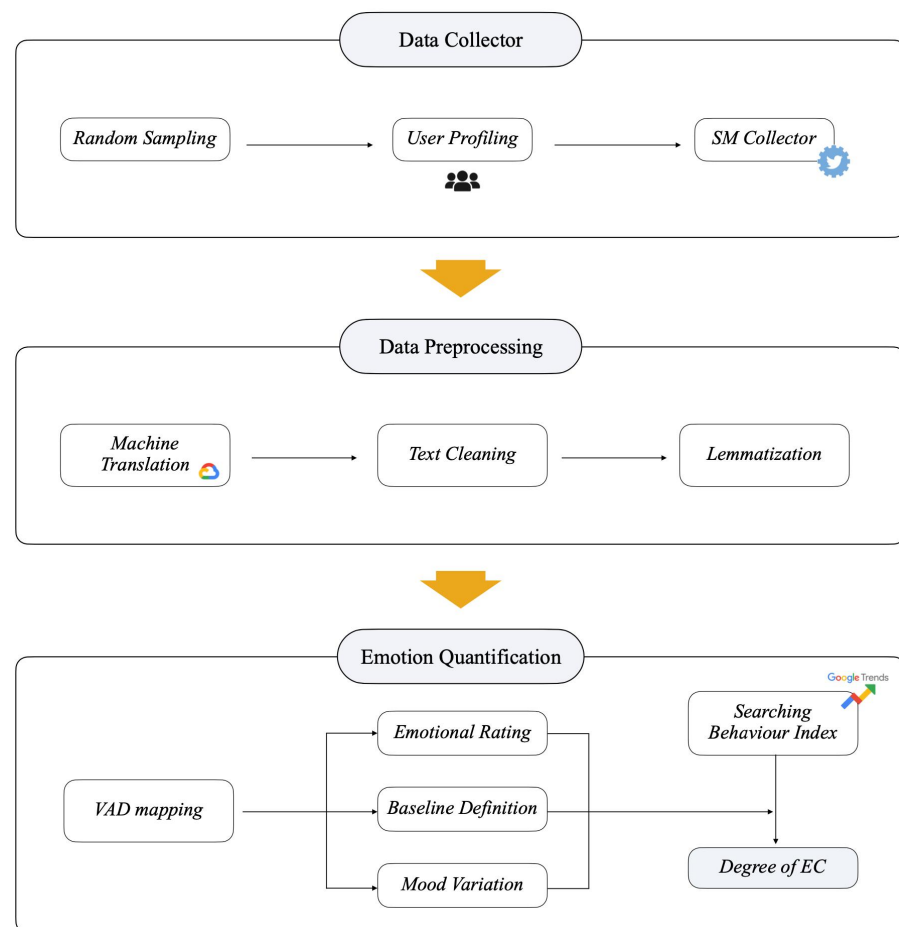 Data Collector
Random Sampling
User Profiling
SM Collector
Data Preprocessing
Machine
Translation
Text Cleaning
Lemmatization
Emotion Quantification
Google Trends
Searching
Behaviour Index
Emotional Rating
VAD mapping
Baseline Definition
Mood Variation
Degree of EC